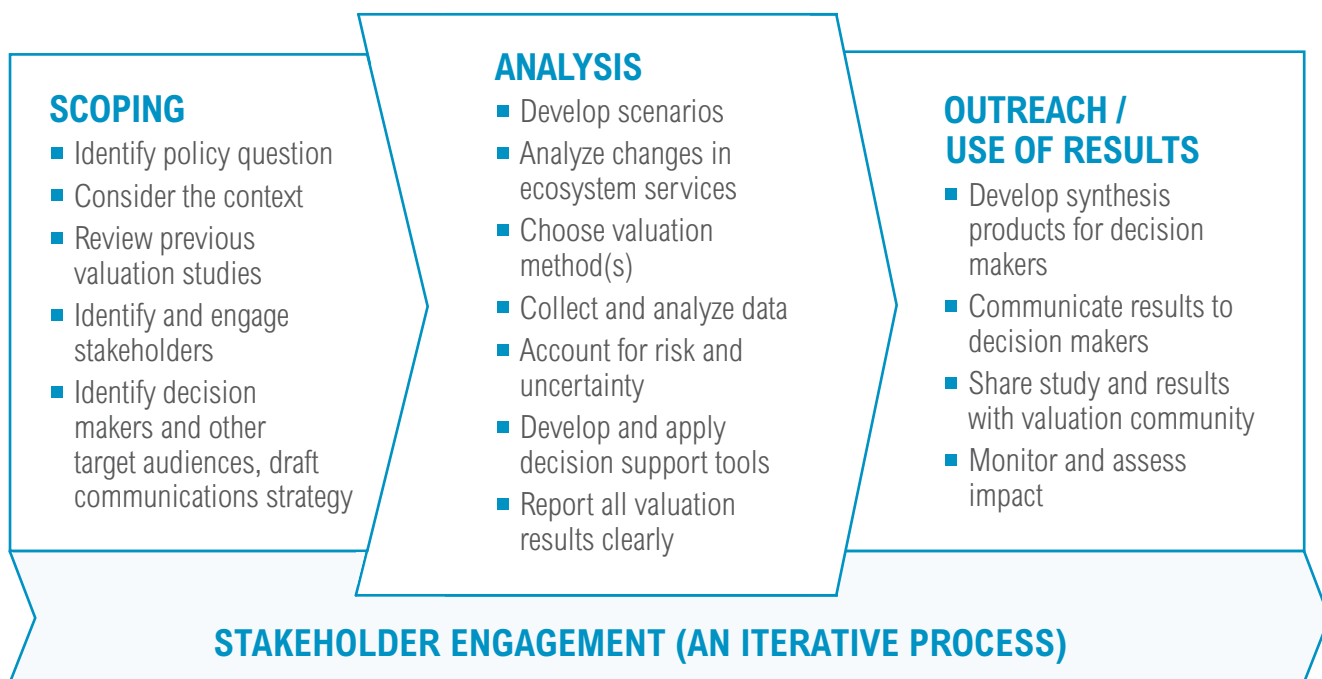 SCOPING
■ Identify policy question
■ Consider the context
■ Review previous
valuation studies
■ Identify and engage
stakeholders
■ Identify decision
makers and other
target audiences, draft
communications strategy
ANALYSIS
■ Develop scenarios
■ Analyze changes in
ecosystem services
■ Choose valuation
method(s)
■ Collect and analyze data
■ Account for risk and
uncertainty
■ Develop and apply
decision support tools
■ Report all valuation
results clearly
OUTREACH /
USE OF RESULTS
■ Develop synthesis
products for decision
makers
■ Communicate results to
decision makers
■ Share study and results
with valuation community
■ Monitor and assess
impact
STAKEHOLDER ENGAGEMENT (AN ITERATIVE PROCESS)